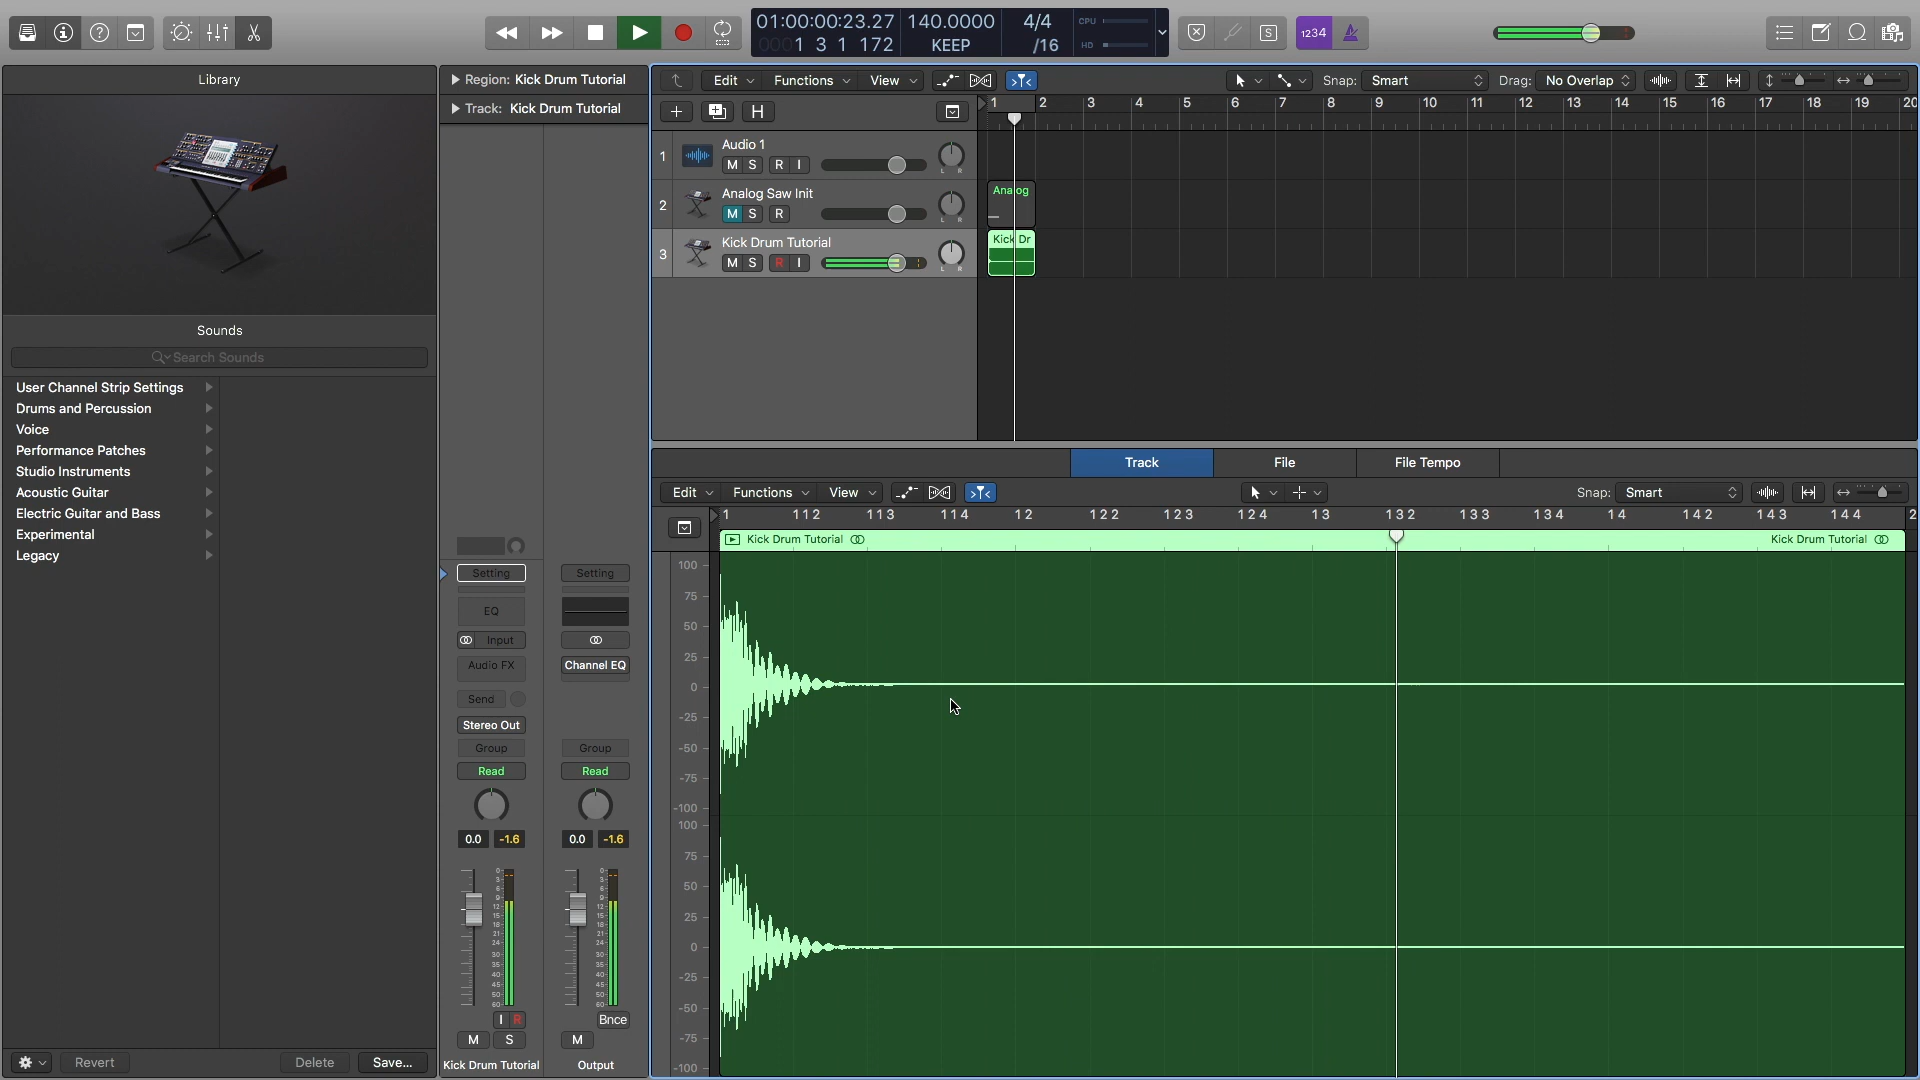 01:00:00:23.27 140.0000 4/4 CPU
0001 3 1 172 KEEP /16 HD
S 1234
Library
Region: Kick Drum Tutorial
Track: Kick Drum Tutorial
Edit Functions View Snap: Smart Drag: No Overlap
H
1 2 3 4 5 6 7 8 9 10 11 12 13 14 15 16 17 18 19 20
1 Audio 1
M S R I
L R
2 Analog Saw Init
M S R
L R
Analog
3 Kick Drum Tutorial
M S R I
L R
Kick Dr
Sounds
Search Sounds
User Channel Strip Settings
Drums and Percussion
Voice
Performance Patches
Studio Instruments
Acoustic Guitar
Electric Guitar and Bass
Experimental
Legacy
Revert Delete Save...
Setting Setting
EQ
Input
Audio FX Channel EQ
Send
Stereo Out
Group Group
Read Read
0.0 -1.6 0.0 -1.6
I R Bnce
M S M
Kick Drum Tutorial Output
Track File File Tempo
Edit Functions View Snap: Smart
1 1 1 2 1 1 3 1 1 4 1 2 1 2 2 1 2 3 1 2 4 1 3 1 3 2 1 3 3 1 3 4 1 4 1 4 2 1 4 3 1 4 4 2
Kick Drum Tutorial Kick Drum Tutorial
100
75
50
25
0
-25
-50
-75
-100
100
75
50
25
0
-25
-50
-75
-100